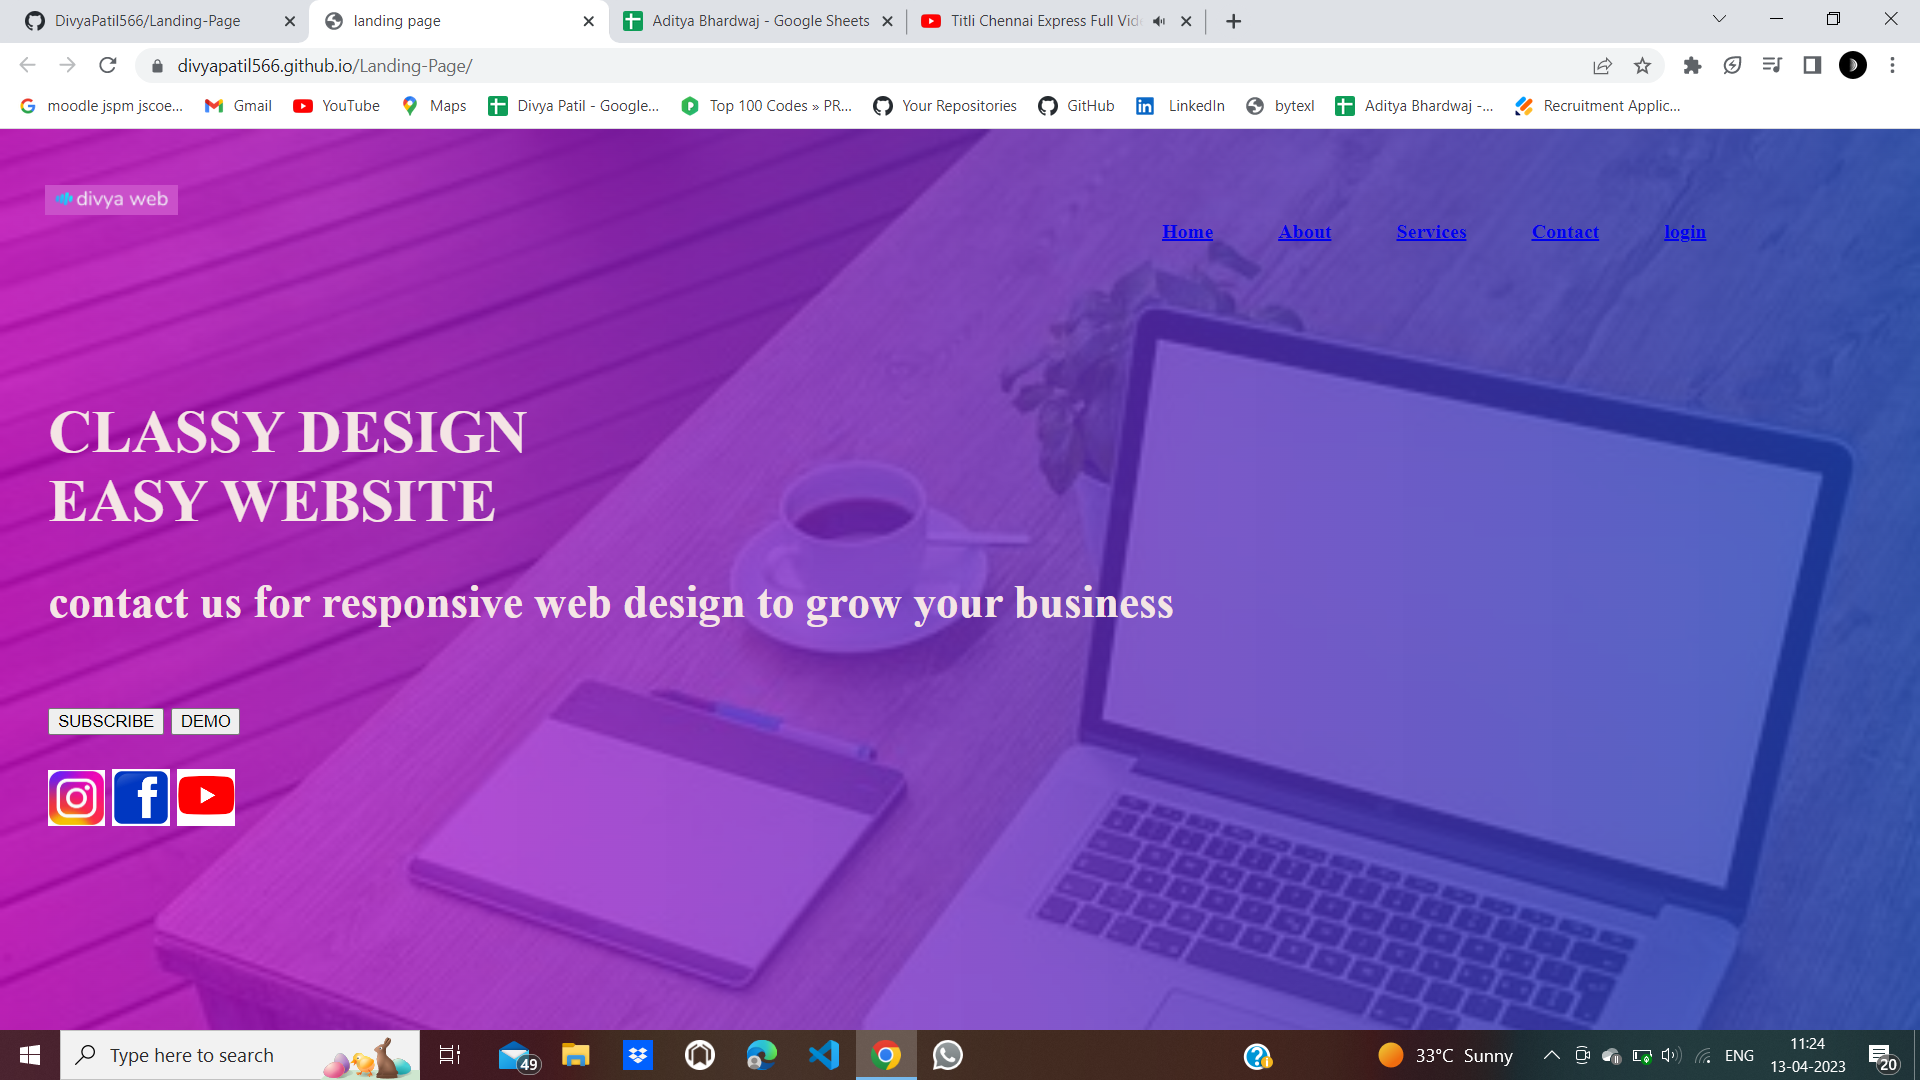 DivyaPatil566/Landing-Page
landing page
Aditya Bhardwaj - Google Sheets
Titli Chennai Express Full Vid
divyapatil566.github.io/Landing-Page/
moodle jspm jscoe...
Gmail
YouTube
Maps
Divya Patil - Google...
Top 100 Codes » PR...
Your Repositories
GitHub
LinkedIn
bytexl
Aditya Bhardwaj -...
Recruitment Applic...
divya web
Home
About
Services
Contact
login
CLASSY DESIGN
EASY WEBSITE
contact us for responsive web design to grow your business
SUBSCRIBE
DEMO
Type here to search
49
33°C Sunny
ENG
11:24
13-04-2023
20